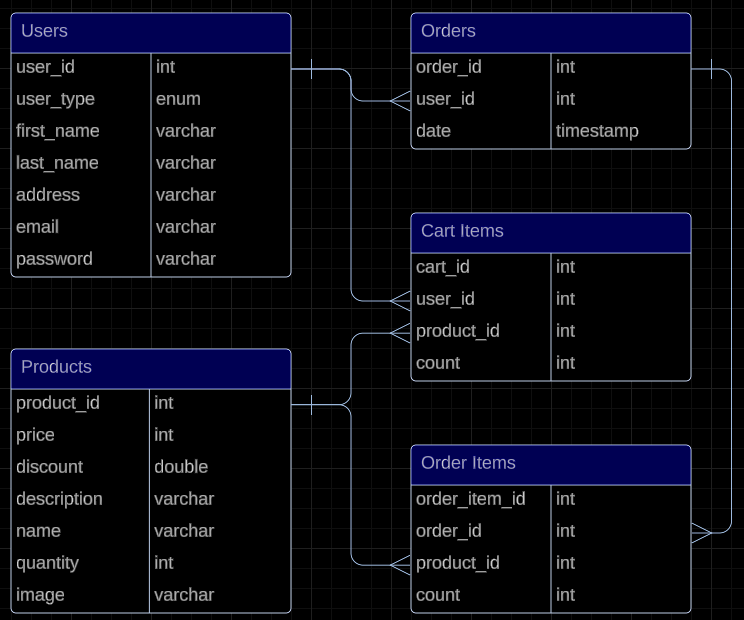 Users
user_id int
user_type enum
first_name varchar
last_name varchar
address varchar
email varchar
password varchar
Orders
order_id int
user_id int
date timestamp
Cart Items
cart_id int
user_id int
product_id int
count int
Products
product_id int
price int
discount double
description varchar
name varchar
quantity int
image varchar
Order Items
order_item_id int
order_id int
product_id int
count int